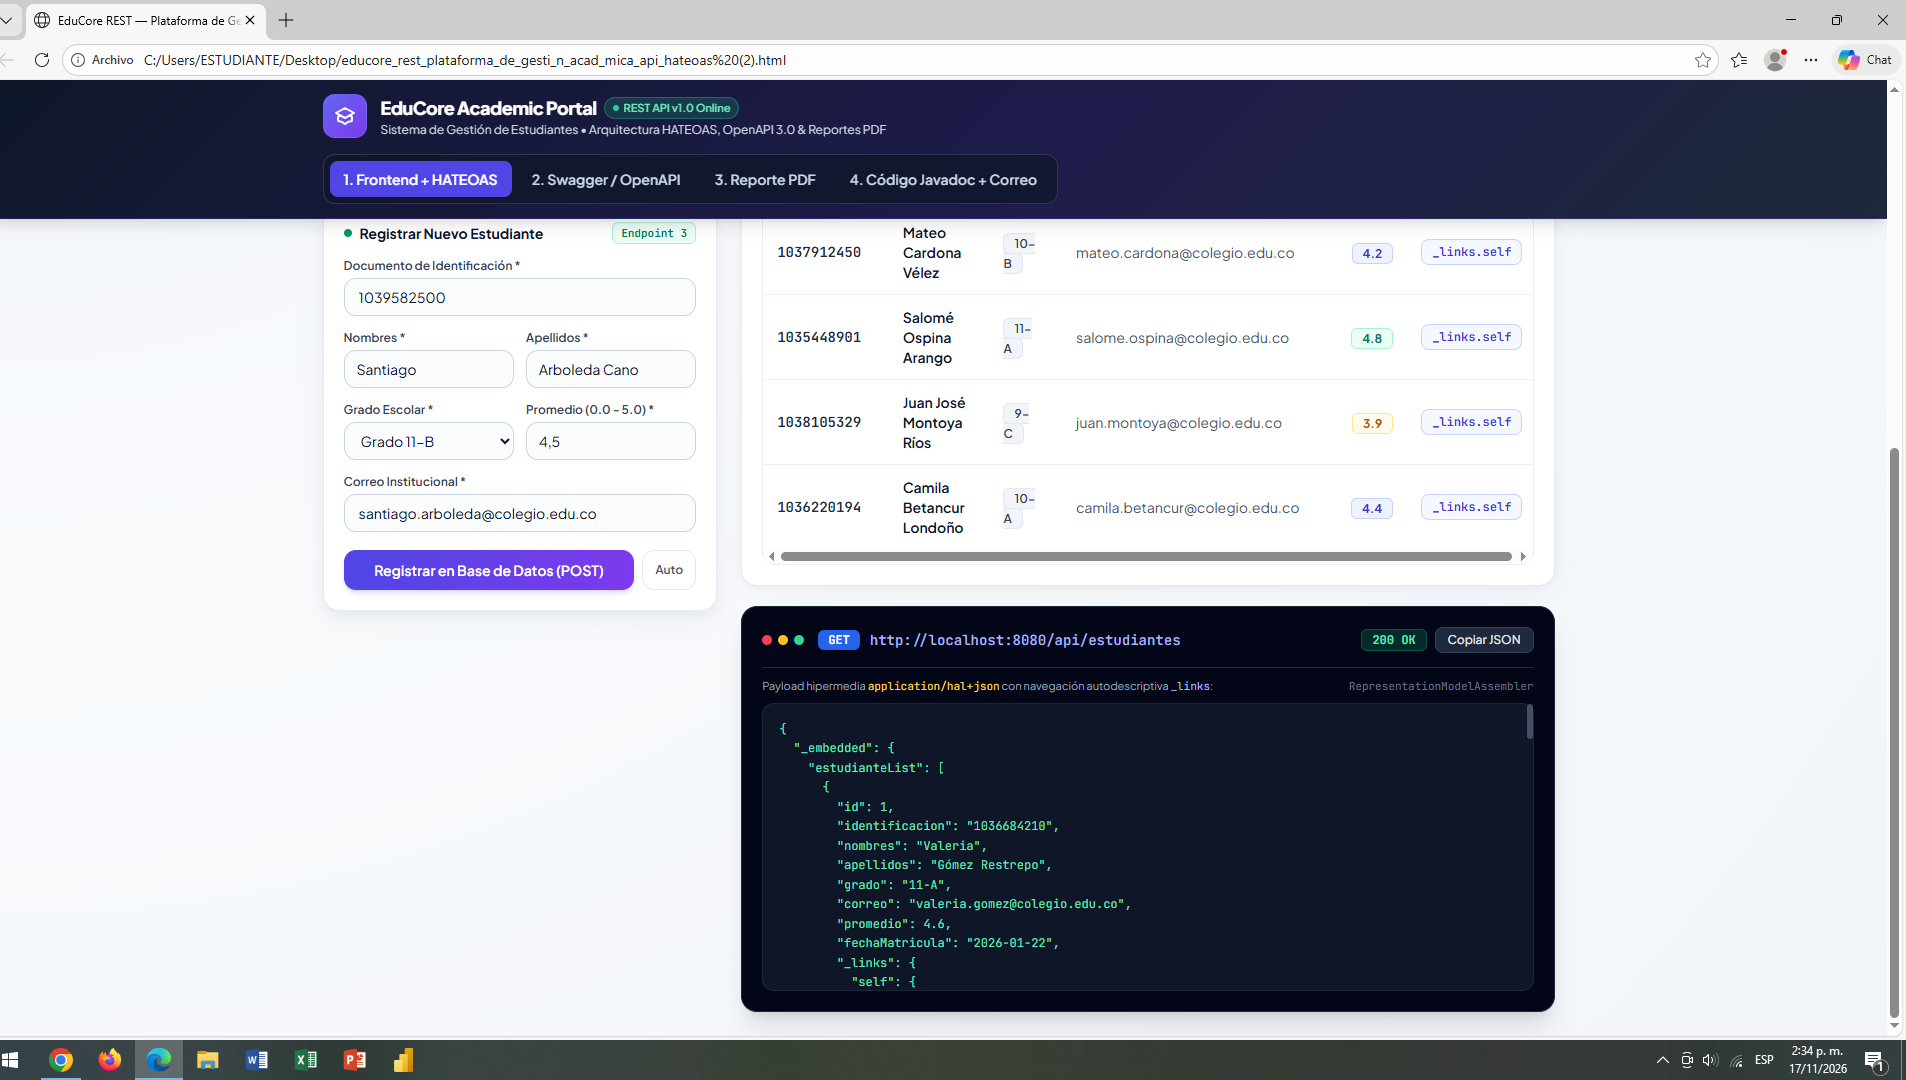 EduCore REST — Plataforma de Ge
Archivo
C:/Users/ESTUDIANTE/Desktop/educore_rest_plataforma_de_gesti_n_acad_mica_api_hateoas%20(2).html
Chat
EduCore Academic Portal
REST API v1.0 Online
Sistema de Gestión de Estudiantes • Arquitectura HATEOAS, OpenAPI 3.0 & Reportes PDF
1. Frontend + HATEOAS
2. Swagger / OpenAPI
3. Reporte PDF
4. Código Javadoc + Correo
Registrar Nuevo Estudiante
Endpoint 3
Documento de Identificación *
1039582500
Nombres *
Apellidos *
Santiago
Arboleda Cano
Grado Escolar *
Promedio (0.0 - 5.0) *
Grado 11-B
4,5
Correo Institucional *
santiago.arboleda@colegio.edu.co
Registrar en Base de Datos (POST)
Auto
1037912450
Mateo
Cardona
Vélez
10-
B
mateo.cardona@colegio.edu.co
4.2
_links.self
1035448901
Salomé
Ospina
Arango
11-
A
salome.ospina@colegio.edu.co
4.8
_links.self
1038105329
Juan José
Montoya
Ríos
9-
C
juan.montoya@colegio.edu.co
3.9
_links.self
1036220194
Camila
Betancur
Londoño
10-
A
camila.betancur@colegio.edu.co
4.4
_links.self
GET
http://localhost:8080/api/estudiantes
200 OK
Copiar JSON
Payload hipermedia application/hal+json con navegación autodescriptiva _links:
RepresentationModelAssembler
{
"_embedded": {
"estudianteList": [
{
"id": 1,
"identificacion": "1036684210",
"nombres": "Valeria",
"apellidos": "Gómez Restrepo",
"grado": "11-A",
"correo": "valeria.gomez@colegio.edu.co",
"promedio": 4.6,
"fechaMatricula": "2026-01-22",
"_links": {
"self": {
ESP
2:34 p. m.
17/11/2026
1